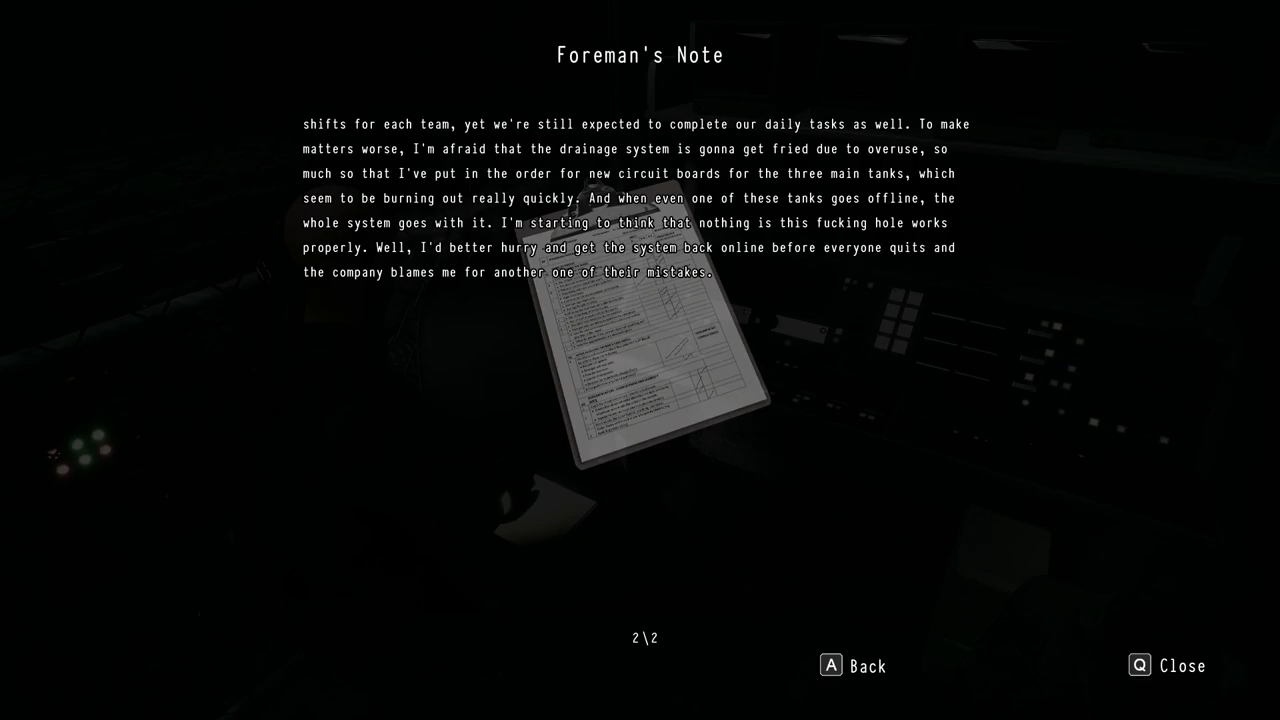 Foreman's Note
shifts for each team, yet we're still expected to complete our daily tasks as well. To make
matters worse, I'm afraid that the drainage system is gonna get fried due to overuse, so
much so that I've put in the order for new circuit boards for the three main tanks, which
seem to be burning out really quickly. And when even one of these tanks goes offline, the
whole system goes with it. I'm starting to think that nothing is this fucking hole works
properly. Well, I'd better hurry and get the system back online before everyone quits and
the company blames me for another one of their mistakes.
2\2
A Back
Q Close